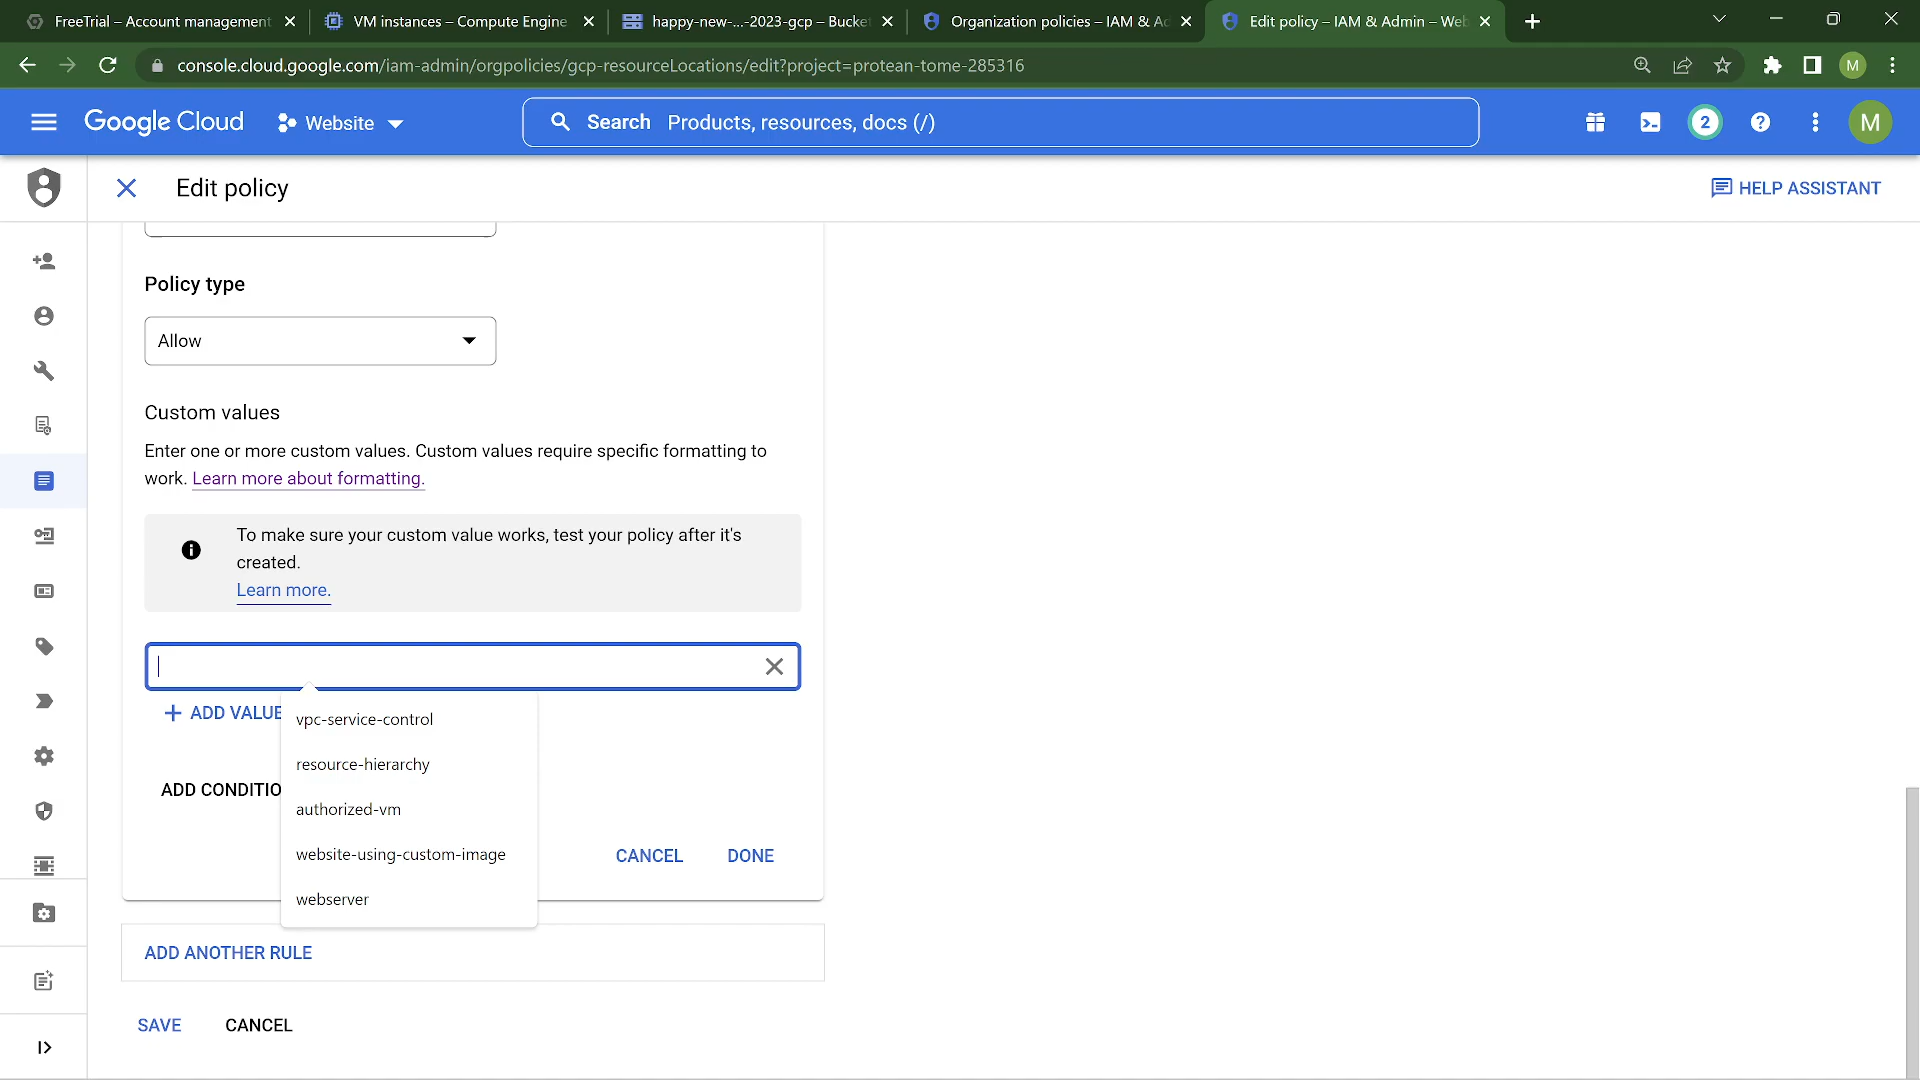 FreeTrial – Account management
VM instances – Compute Engine
happy-new-...-2023-gcp – Bucke
Organization policies – IAM & Ad
Edit policy – IAM & Admin – Web
console.cloud.google.com/iam-admin/orgpolicies/gcp-resourceLocations/edit?project=protean-tome-285316
M
Google Cloud
Website
Search Products, resources, docs (/)
2
M
Edit policy
HELP ASSISTANT
Policy type
Allow
Custom values
Enter one or more custom values. Custom values require specific formatting to
work. Learn more about formatting.
To make sure your custom value works, test your policy after it's
created.
Learn more.
ADD VALUE
vpc-service-control
resource-hierarchy
ADD CONDITIO
authorized-vm
website-using-custom-image
CANCEL
DONE
webserver
ADD ANOTHER RULE
SAVE
CANCEL